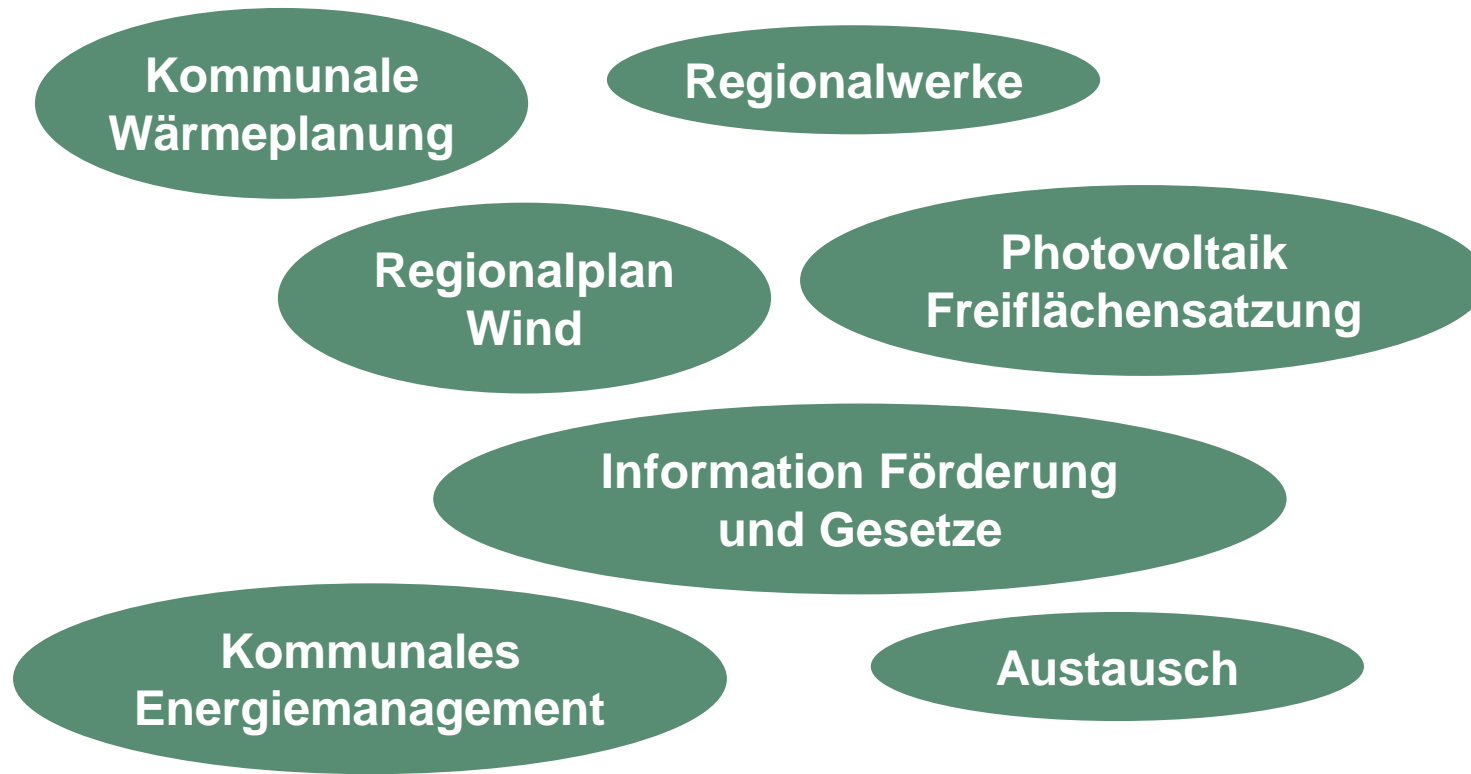 Kommunale
Wärmeplanung
Regionalwerke
Regionalplan
Wind
Photovoltaik
Freiflächensatzung
Information Förderung
und Gesetze
Kommunales
Energiemanagement
Austausch